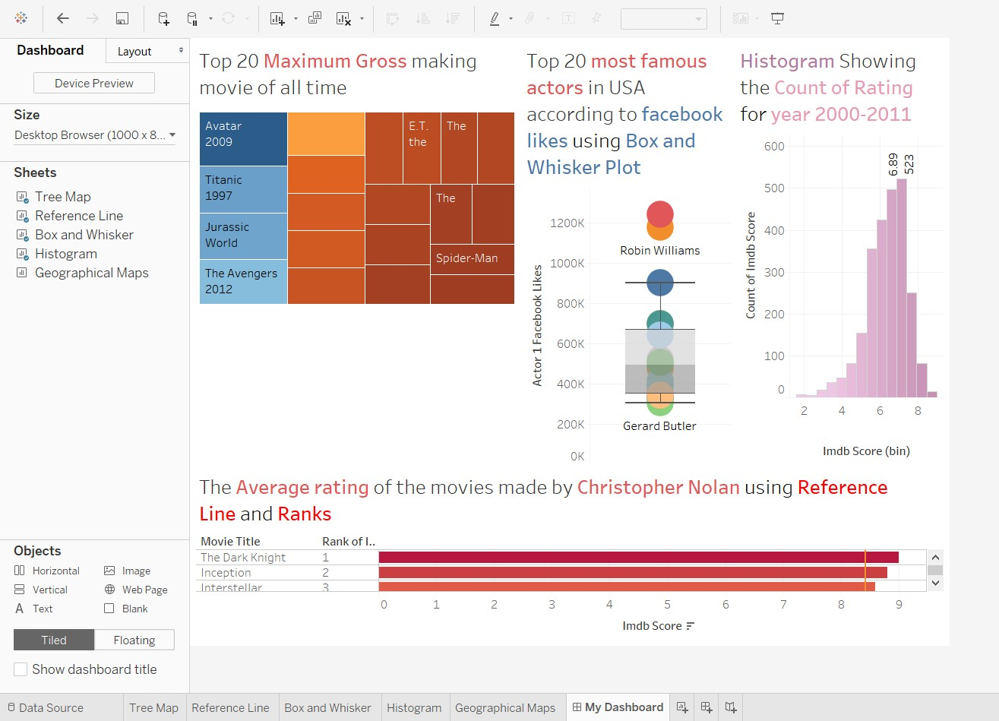 Dashboard
Layout
Device Preview
Size
Desktop Browser (1000 x 8...
Sheets
Tree Map
Reference Line
Box and Whisker
Histogram
Geographical Maps
Objects
Horizontal
Image
Vertical
Web Page
A Text
Blank
Tiled
Floating
Show dashboard title
Top 20 Maximum Gross making
movie of all time
Avatar
2009
Titanic
1997
Jurassic
World
The Avengers
2012
E.T.
the
The
The
Spider-Man
Top 20 most famous
actors in USA
according to facebook
likes using Box and
Whisker Plot
Actor 1 Facebook Likes
1200K
1000K
800K
600K
400K
200K
0K
Robin Williams
Gerard Butler
Histogram Showing
the Count of Rating
for year 2000-2011
Count of Imdb Score
600
500
400
300
200
100
0
6.89
523
2 4 6 8
Imdb Score (bin)
The Average rating of the movies made by Christopher Nolan using Reference
Line and Ranks
Movie Title Rank of I..
The Dark Knight 1
Inception 2
Interstellar 3
0 1 2 3 4 5 6 7 8 9
Imdb Score
Data Source Tree Map Reference Line Box and Whisker Histogram Geographical Maps My Dashboard